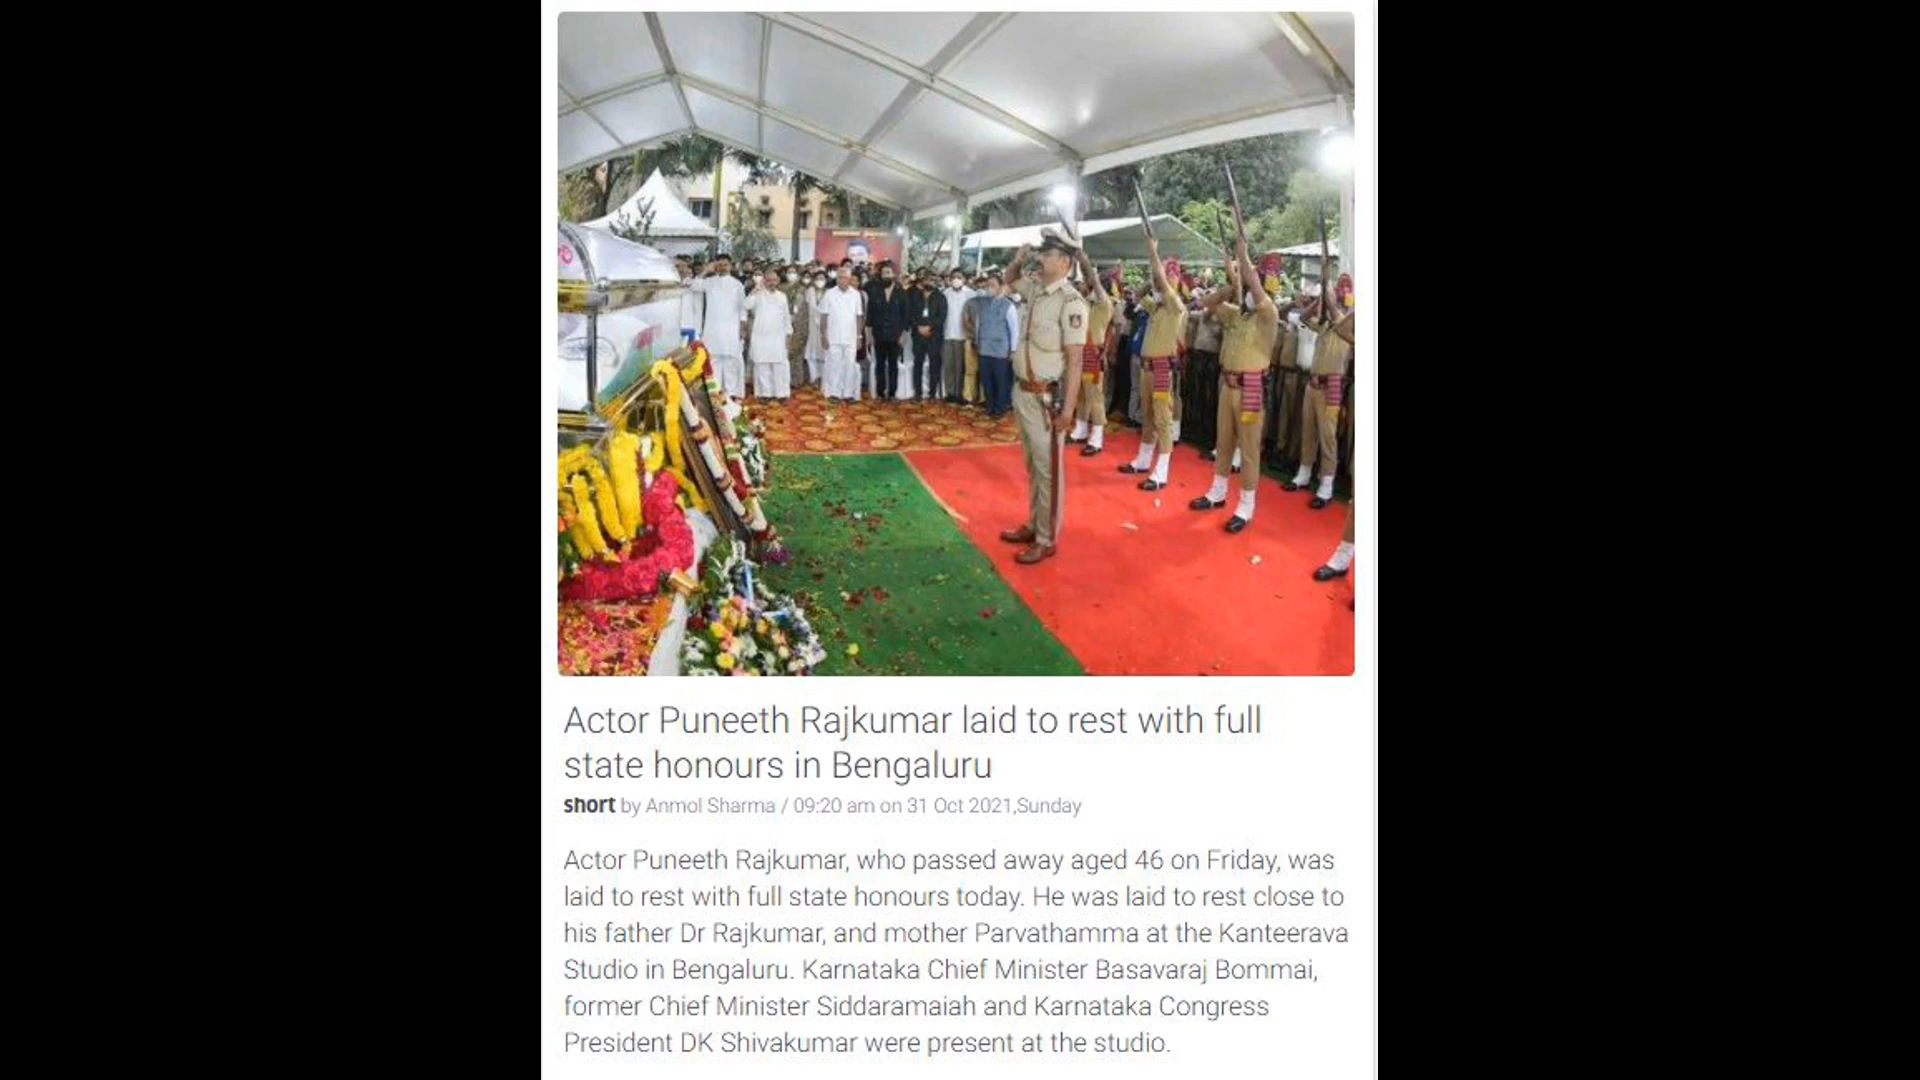 Actor Puneeth Rajkumar laid to rest with full
state honours in Bengaluru
short by Anmol Sharma / 09:20 am on 31 Oct 2021,Sunday
Actor Puneeth Rajkumar, who passed away aged 46 on Friday, was
laid to rest with full state honours today. He was laid to rest close to
his father Dr Rajkumar, and mother Parvathamma at the Kanteerava
Studio in Bengaluru. Karnataka Chief Minister Basavaraj Bommai,
former Chief Minister Siddaramaiah and Karnataka Congress
President DK Shivakumar were present at the studio.